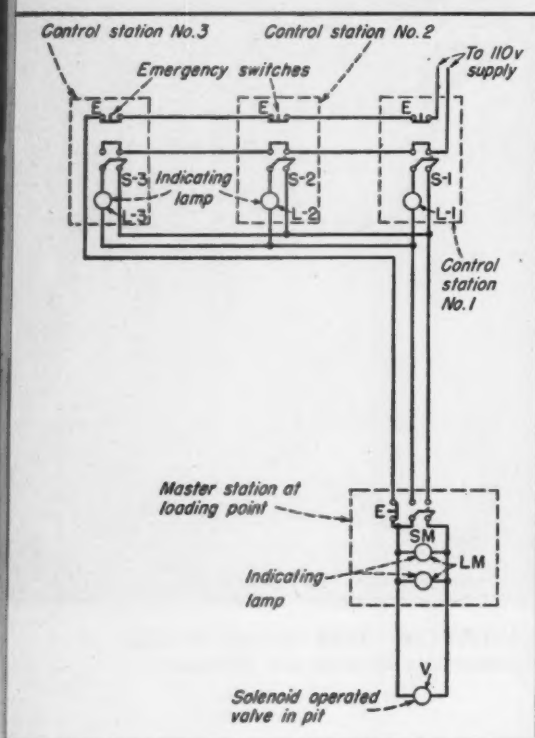 Control station No.3
Control station No.2
To 110v
supply
Emergency switches
E
E
E
S-3
Indicating
lamp
S-2
S-1
L-3
L-2
L-1
Control
station
No.1
Master station at
loading point
E
SM
LM
Indicating
lamp
V
Solenoid operated
valve in pit